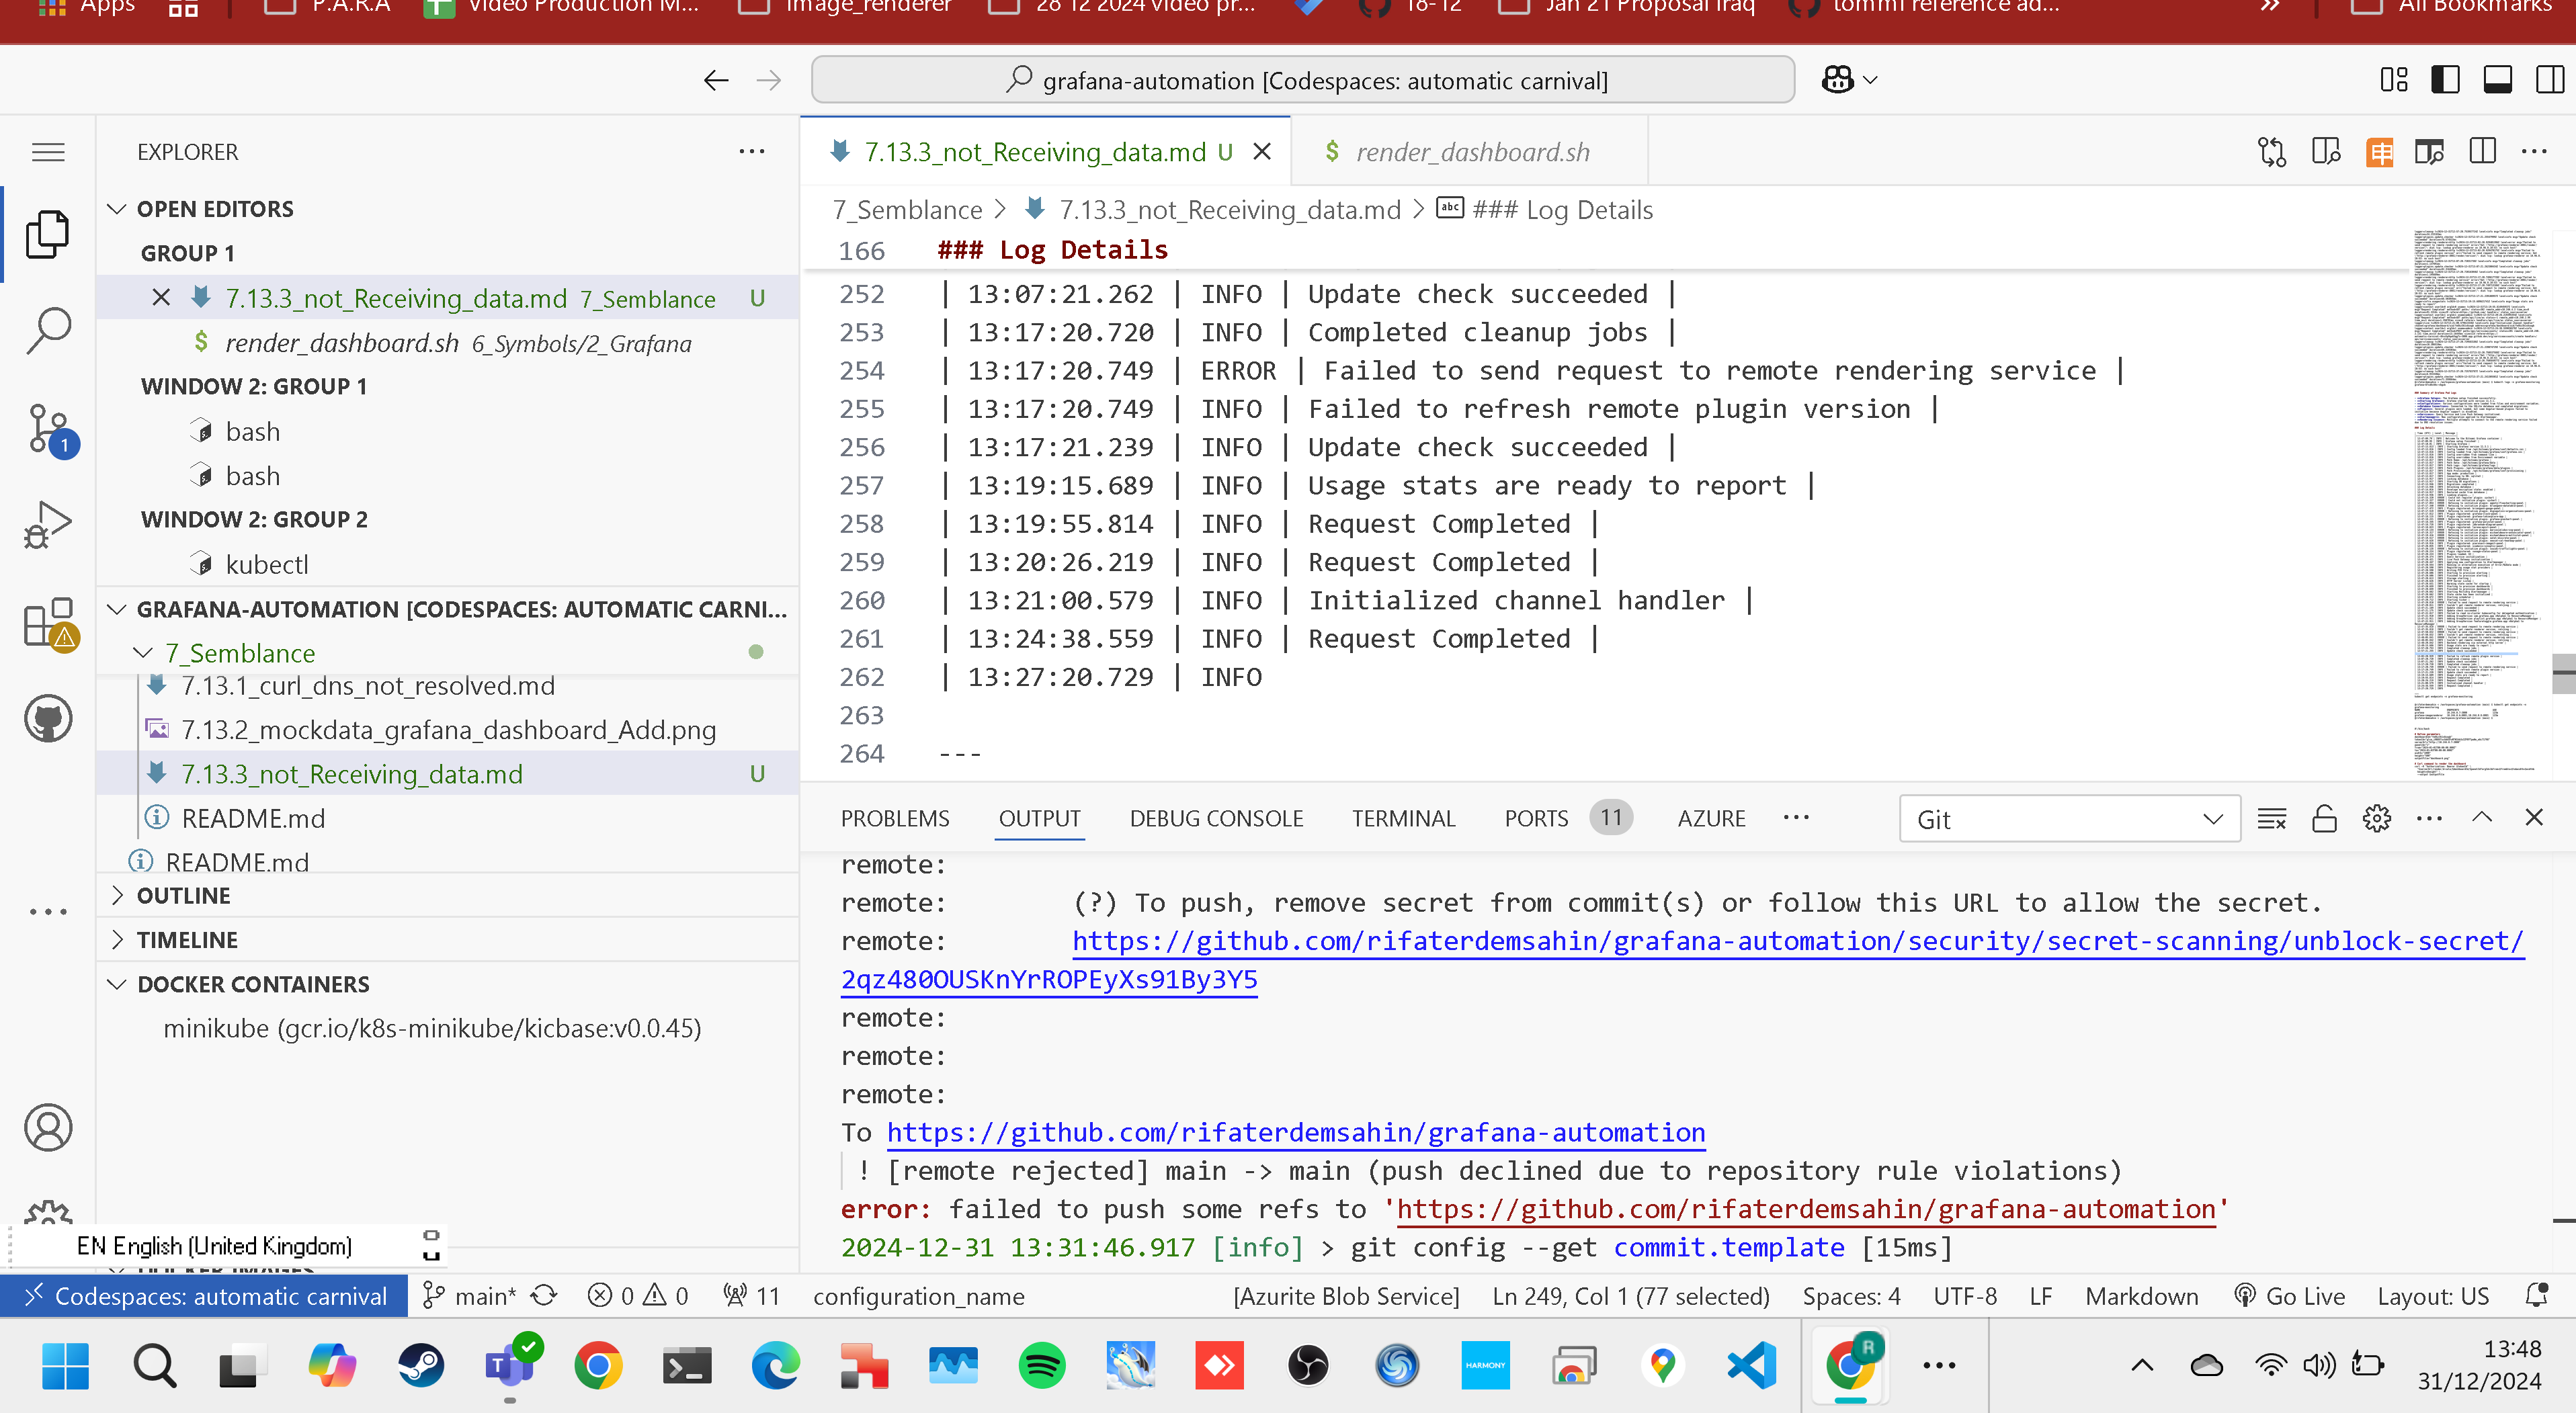 Apps
P.A.R.A
Video Production M...
image_renderer
28 12 2024 video pr...
18-12
Jan 21 Proposal Iraq
tommi reference ad...
All Bookmarks
grafana-automation [Codespaces: automatic carnival]
EXPLORER
OPEN EDITORS
GROUP 1
7.13.3_not_Receiving_data.md 7_Semblance U
render_dashboard.sh 6_Symbols/2_Grafana
WINDOW 2: GROUP 1
bash
bash
WINDOW 2: GROUP 2
kubectl
GRAFANA-AUTOMATION [CODESPACES: AUTOMATIC CARNI...
7_Semblance
7.13.1_curl_dns_not_resolved.md
7.13.2_mockdata_grafana_dashboard_Add.png
7.13.3_not_Receiving_data.md U
README.md
README.md
OUTLINE
TIMELINE
DOCKER CONTAINERS
minikube (gcr.io/k8s-minikube/kicbase:v0.0.45)
DOCKER IMAGES
1
7.13.3_not_Receiving_data.md U
render_dashboard.sh
7_Semblance > 7.13.3_not_Receiving_data.md > abc ### Log Details
166 ### Log Details
252 | 13:07:21.262 | INFO | Update check succeeded |
253 | 13:17:20.720 | INFO | Completed cleanup jobs |
254 | 13:17:20.749 | ERROR | Failed to send request to remote rendering service |
255 | 13:17:20.749 | INFO | Failed to refresh remote plugin version |
256 | 13:17:21.239 | INFO | Update check succeeded |
257 | 13:19:15.689 | INFO | Usage stats are ready to report |
258 | 13:19:55.814 | INFO | Request Completed |
259 | 13:20:26.219 | INFO | Request Completed |
260 | 13:21:00.579 | INFO | Initialized channel handler |
261 | 13:24:38.559 | INFO | Request Completed |
262 | 13:27:20.729 | INFO
263
264 ---
PROBLEMS OUTPUT DEBUG CONSOLE TERMINAL PORTS 11 AZURE ... Git
remote:
remote: (?) To push, remove secret from commit(s) or follow this URL to allow the secret.
remote: https://github.com/rifaterdemsahin/grafana-automation/security/secret-scanning/unblock-secret/
2qz480OUSKnYrROPEyXs91By3Y5
remote:
remote:
remote:
To https://github.com/rifaterdemsahin/grafana-automation
! [remote rejected] main -> main (push declined due to repository rule violations)
error: failed to push some refs to 'https://github.com/rifaterdemsahin/grafana-automation'
2024-12-31 13:31:46.917 [info] > git config --get commit.template [15ms]
EN English (United Kingdom)
Codespaces: automatic carnival main* 0 0 11 configuration_name [Azurite Blob Service] Ln 249, Col 1 (77 selected) Spaces: 4 UTF-8 LF Markdown Go Live Layout: US
HARMONY
R
13:48
31/12/2024